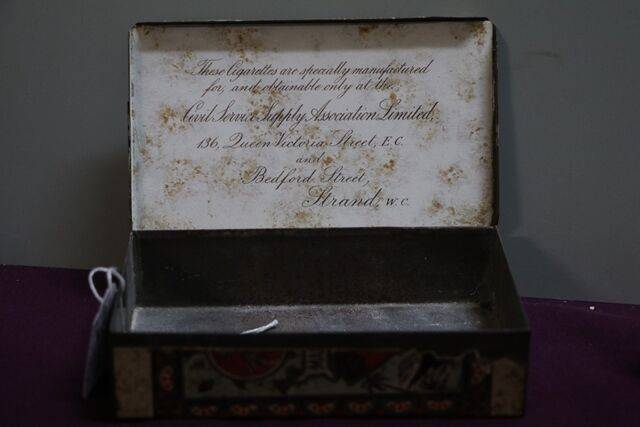 These Cigarettes are specially manufactured
for, and obtainable only at the
Civil Service Supply Association Limited,
136, Queen Victoria Street, E.C.
and
Bedford Street,
Strand, W.C.